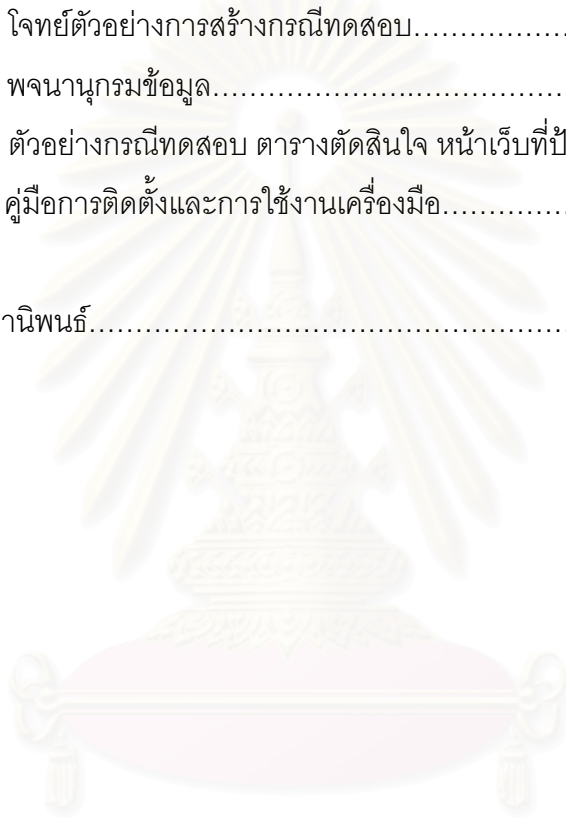 โจทย์ตัวอย่างการสร้างกรณีทดสอบ……………….
พจนานุกรมข้อมูล…………………………………
ตัวอย่างกรณีทดสอบ ตารางตัดสินใจ หน้าเว็บที่ป้
คู่มือการติดตั้งและการใช้งานเครื่องมือ……………
านิพนธ์……………………………………………